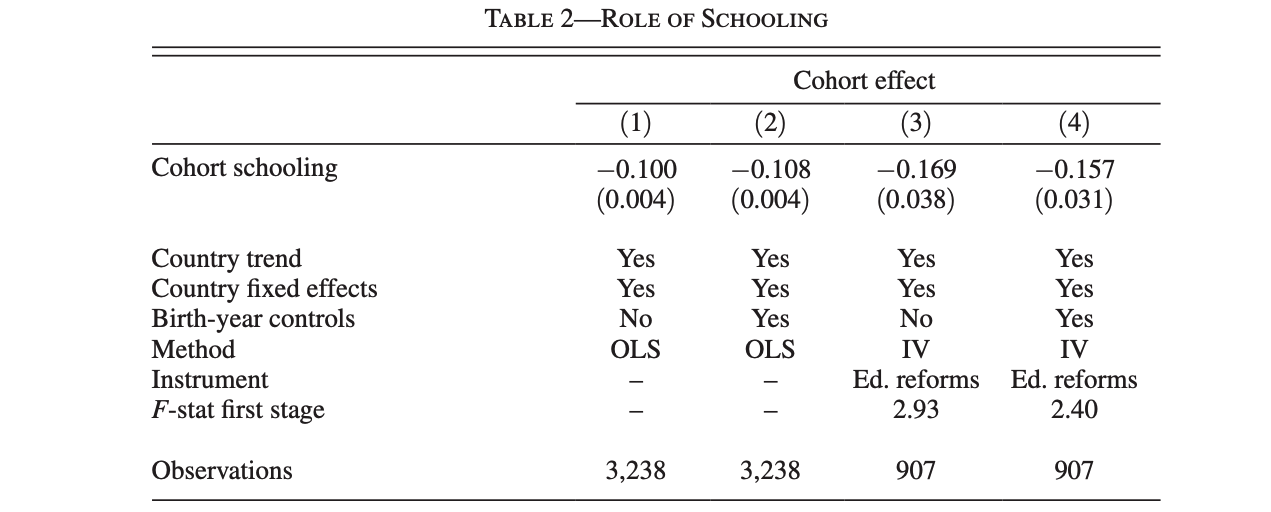 TABLE 2—ROLE OF SCHOOLING
Cohort effect
(1) (2) (3) (4)
Cohort schooling −0.100 −0.108 −0.169 −0.157
(0.004) (0.004) (0.038) (0.031)
Country trend Yes Yes Yes Yes
Country fixed effects Yes Yes Yes Yes
Birth-year controls No Yes No Yes
Method OLS OLS IV IV
Instrument – – Ed. reforms Ed. reforms
F-stat first stage – – 2.93 2.40
Observations 3,238 3,238 907 907